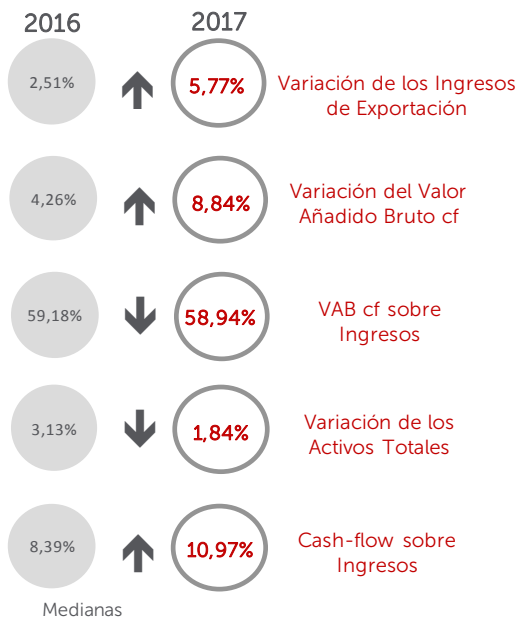 2016
2017
2,51%
5,77%
Variación de los Ingresos
de Exportación
4,26%
8,84%
Variación del Valor
Añadido Bruto cf
59,18%
58,94%
VAB cf sobre
Ingresos
3,13%
1,84%
Variación de los
Activos Totales
8,39%
10,97%
Cash-flow sobre
Ingresos
Medianas